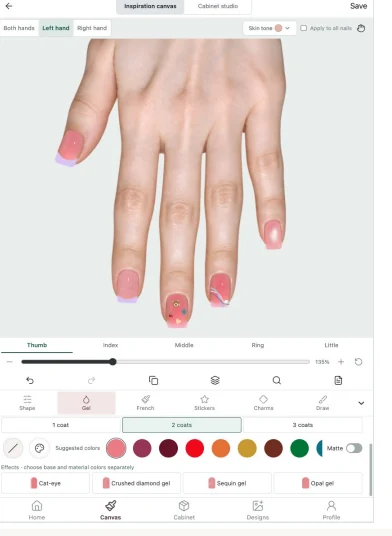 Inspiration canvas Cabinet studio Save
Both hands Left hand Right hand Skin tone Apply to all nails
Thumb Index Middle Ring Little
135%
Shape Gel French Stickers Charms Draw
1 coat 2 coats 3 coats
Suggested colors Matte
Effects - choose base and material colors separately
Cat-eye Crushed diamond gel Sequin gel Opal gel
Home Canvas Cabinet Designs Profile